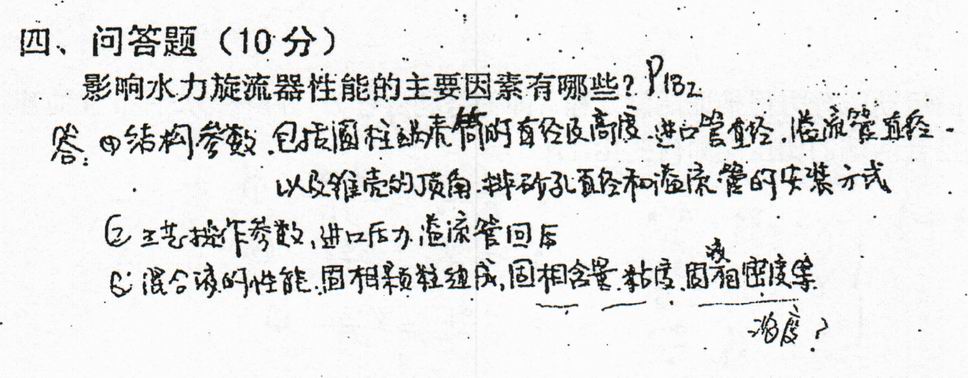 四、问答题（10分）
影响水力旋流器性能的主要因素有哪些？P182
答：①结构参数.包括圆柱端壳筒的直径及高度.进口管直径.溢流管直径.
以及锥壳的顶角.排砂孔直径和溢流管的安装方式
②工艺操作参数,进口压力.溢流管回压
③混合液的性能.固相颗粒组成,固相含量.粘度.固液相密度等
浓度?